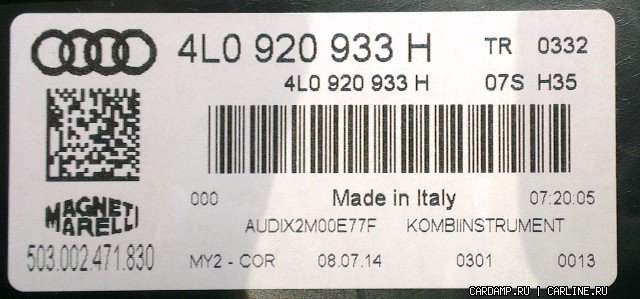 4L0 920 933 H TR 0332
4L0 920 933 H 07S H35
000 Made in Italy 07:20:05
MAGNETI MARELLI
AUDIX2M00E77F KOMBIINSTRUMENT
503.002.471.830
MY2 - COR 08.07.14 0301 0013
CARDAMP.RU | CARLINE.RU